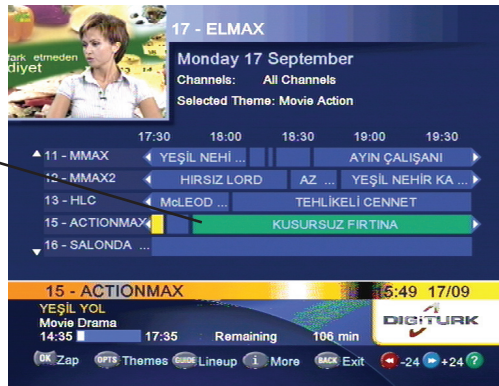 fark etmeden
diyet
17 - ELMAX
Monday 17 September
Channels: All Channels
Selected Theme: Movie Action
17:30 18:00 18:30 19:00 19:30
11 - MMAX YEŞİL NEHİ ... AYIN ÇALIŞANI
12 - MMAX2 HIRSIZ LORD AZ ... YEŞİL NEHİR KA ...
13 - HLC McLEOD ... TEHLİKELİ CENNET
15 - ACTIONMAX KUSURSUZ FIRTINA
16 - SALONDA ...
15 - ACTIONMAX 15:49 17/09
YEŞİL YOL
Movie Drama
14:35 17:35 Remaining 106 min
DIGITURK
OK Zap OPTS Themes GUIDE Lineup i More BACK Exit -24 +24 ?